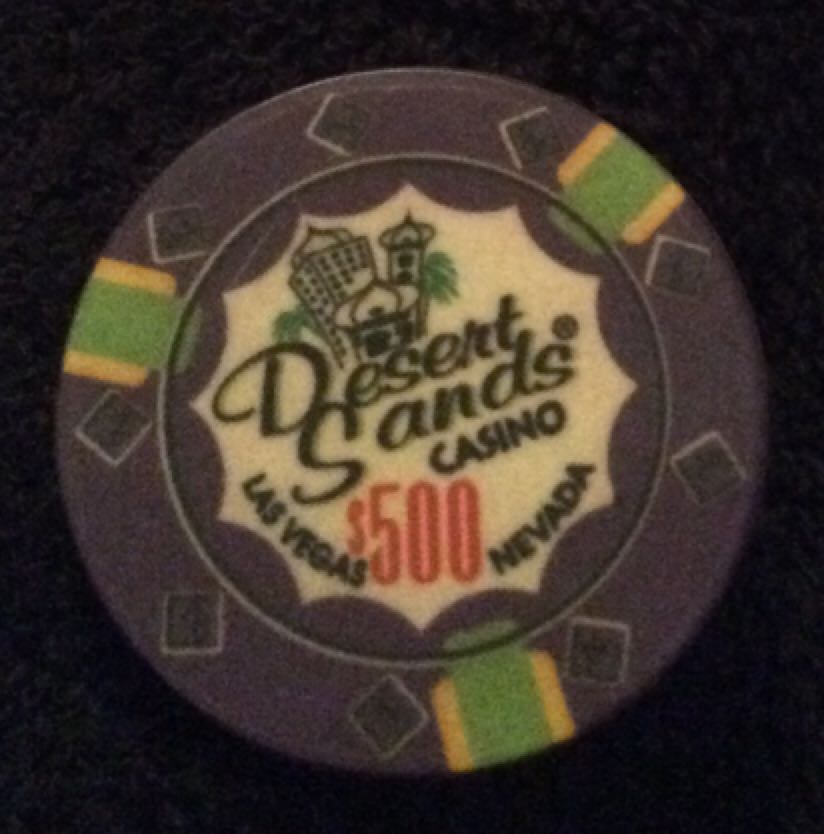 Desert
Sands®
CASINO
$500
LAS VEGAS NEVADA